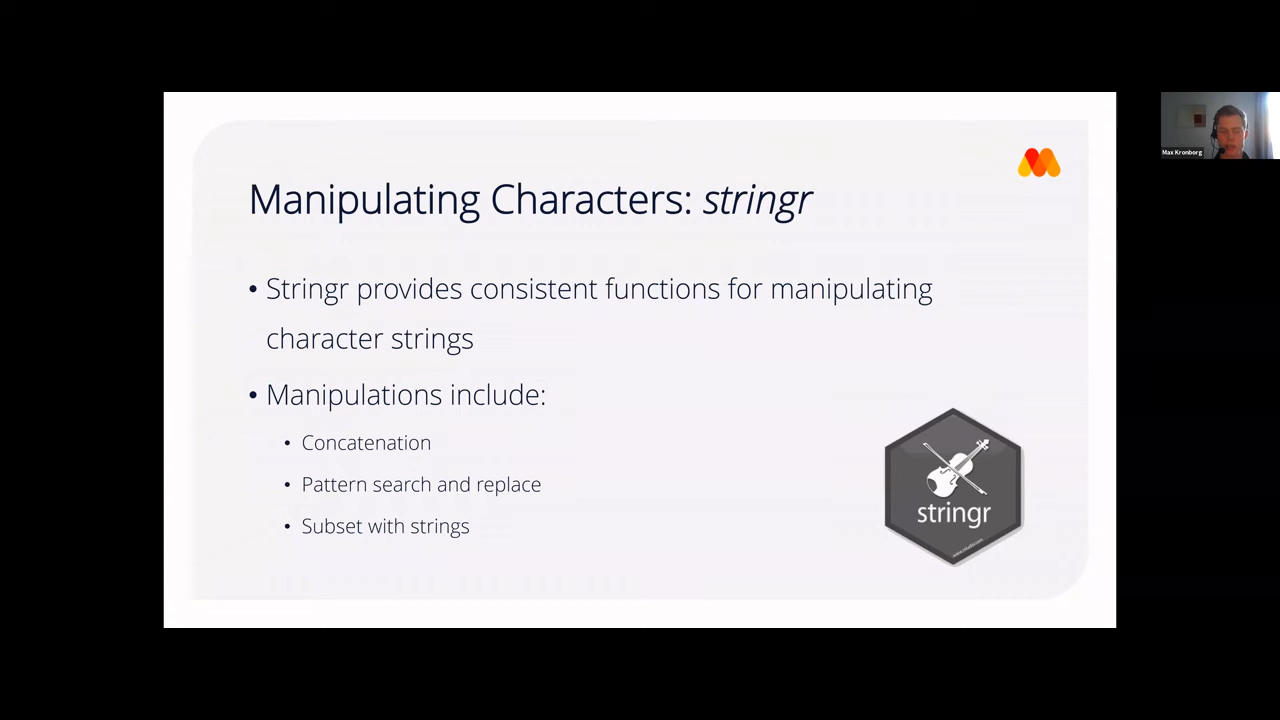 Manipulating Characters: stringr
• Stringr provides consistent functions for manipulating
character strings
• Manipulations include:
• Concatenation
• Pattern search and replace
• Subset with strings
stringr
Max Kronborg